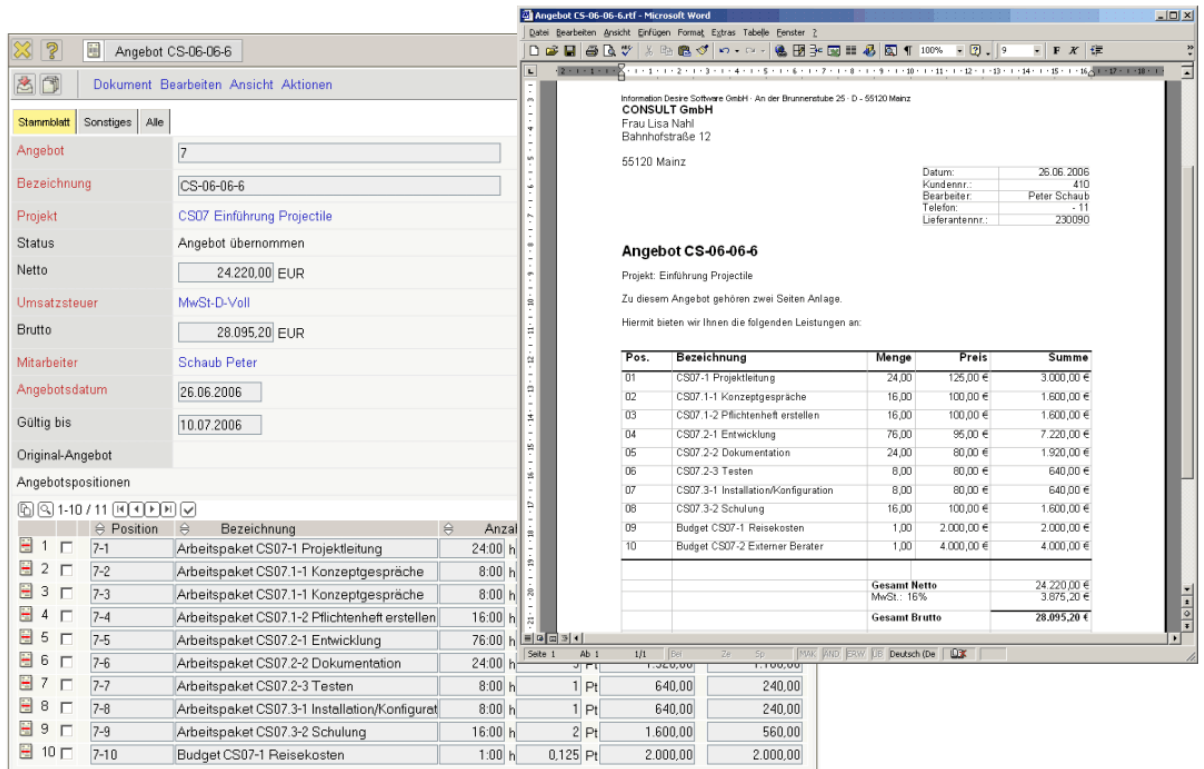 Angebot CS-06-06-6
Dokument Bearbeiten Ansicht Aktionen
Stammblatt Sonstiges Alle
Angebot 7
Bezeichnung CS-06-06-6
Projekt CS07 Einführung Projectile
Status Angebot übernommen
Netto 24.220,00 EUR
Umsatzsteuer MwSt-D-Voll
Brutto 28.095,20 EUR
Mitarbeiter Schaub Peter
Angebotsdatum 26.06.2006
Gültig bis 10.07.2006
Original-Angebot
Angebotspositionen
1-10 / 11
Position Bezeichnung Anzal
1 7-1 Arbeitspaket CS07-1 Projektleitung 24:00 h
2 7-2 Arbeitspaket CS07.1-1 Konzeptgespräche 8:00 h
3 7-3 Arbeitspaket CS07.1-1 Konzeptgespräche 8:00 h
4 7-4 Arbeitspaket CS07.1-2 Pflichtenheft erstellen 16:00 h
5 7-5 Arbeitspaket CS07.2-1 Entwicklung 76:00 h
6 7-6 Arbeitspaket CS07.2-2 Dokumentation 24:00 h
7 7-7 Arbeitspaket CS07.2-3 Testen 8:00 h 1 Pt 640,00 240,00
8 7-8 Arbeitspaket CS07.3-1 Installation/Konfigurat 8:00 h 1 Pt 640,00 240,00
9 7-9 Arbeitspaket CS07.3-2 Schulung 16:00 h 2 Pt 1.600,00 560,00
10 7-10 Budget CS07-1 Reisekosten 1:00 h 0,125 Pt 2.000,00 2.000,00
Angebot CS-06-06-6.rtf - Microsoft Word
Datei Bearbeiten Ansicht Einfügen Format Extras Tabelle Fenster ?
100% 9 F K
Information Desire Software GmbH · An der Brunnenstube 25 · D - 55120 Mainz
CONSULT GmbH
Frau Lisa Nahl
Bahnhofstraße 12
55120 Mainz
Datum: 26.06.2006
Kundennr.: 410
Bearbeiter: Peter Schaub
Telefon: - 11
Lieferantennr.: 230090
Angebot CS-06-06-6
Projekt: Einführung Projectile
Zu diesem Angebot gehören zwei Seiten Anlage.
Hiermit bieten wir Ihnen die folgenden Leistungen an:
Pos. Bezeichnung Menge Preis Summe
01 CS07-1 Projektleitung 24,00 125,00 € 3.000,00 €
02 CS07.1-1 Konzeptgespräche 16,00 100,00 € 1.600,00 €
03 CS07.1-2 Pflichtenheft erstellen 16,00 100,00 € 1.600,00 €
04 CS07.2-1 Entwicklung 76,00 95,00 € 7.220,00 €
05 CS07.2-2 Dokumentation 24,00 80,00 € 1.920,00 €
06 CS07.2-3 Testen 8,00 80,00 € 640,00 €
07 CS07.3-1 Installation/Konfiguration 8,00 80,00 € 640,00 €
08 CS07.3-2 Schulung 16,00 100,00 € 1.600,00 €
09 Budget CS07-1 Reisekosten 1,00 2.000,00 € 2.000,00 €
10 Budget CS07-2 Externer Berater 1,00 4.000,00 € 4.000,00 €
Gesamt Netto 24.220,00 €
MwSt.: 16% 3.875,20 €
Gesamt Brutto 28.095,20 €
Seite 1 Ab 1 1/1 Bei Ze Sp MAK ÄND ERW ÜB Deutsch (De